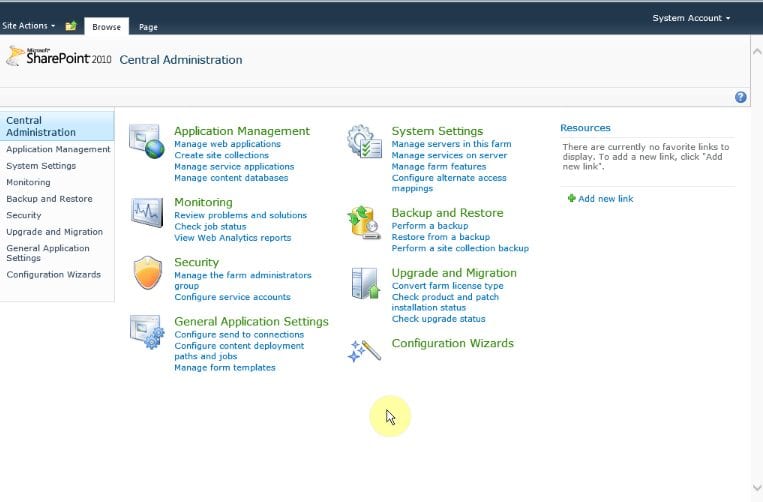 Site Actions
Browse
Page
System Account
Microsoft
SharePoint 2010
Central Administration
Central
Administration
Application Management
System Settings
Monitoring
Backup and Restore
Security
Upgrade and Migration
General Application
Settings
Configuration Wizards
Application Management
Manage web applications
Create site collections
Manage service applications
Manage content databases
Monitoring
Review problems and solutions
Check job status
View Web Analytics reports
Security
Manage the farm administrators
group
Configure service accounts
General Application Settings
Configure send to connections
Configure content deployment
paths and jobs
Manage form templates
System Settings
Manage servers in this farm
Manage services on server
Manage farm features
Configure alternate access
mappings
Backup and Restore
Perform a backup
Restore from a backup
Perform a site collection backup
Upgrade and Migration
Convert farm license type
Check product and patch
installation status
Check upgrade status
Configuration Wizards
Resources
There are currently no favorite links to
display. To add a new link, click "Add
new link".
Add new link